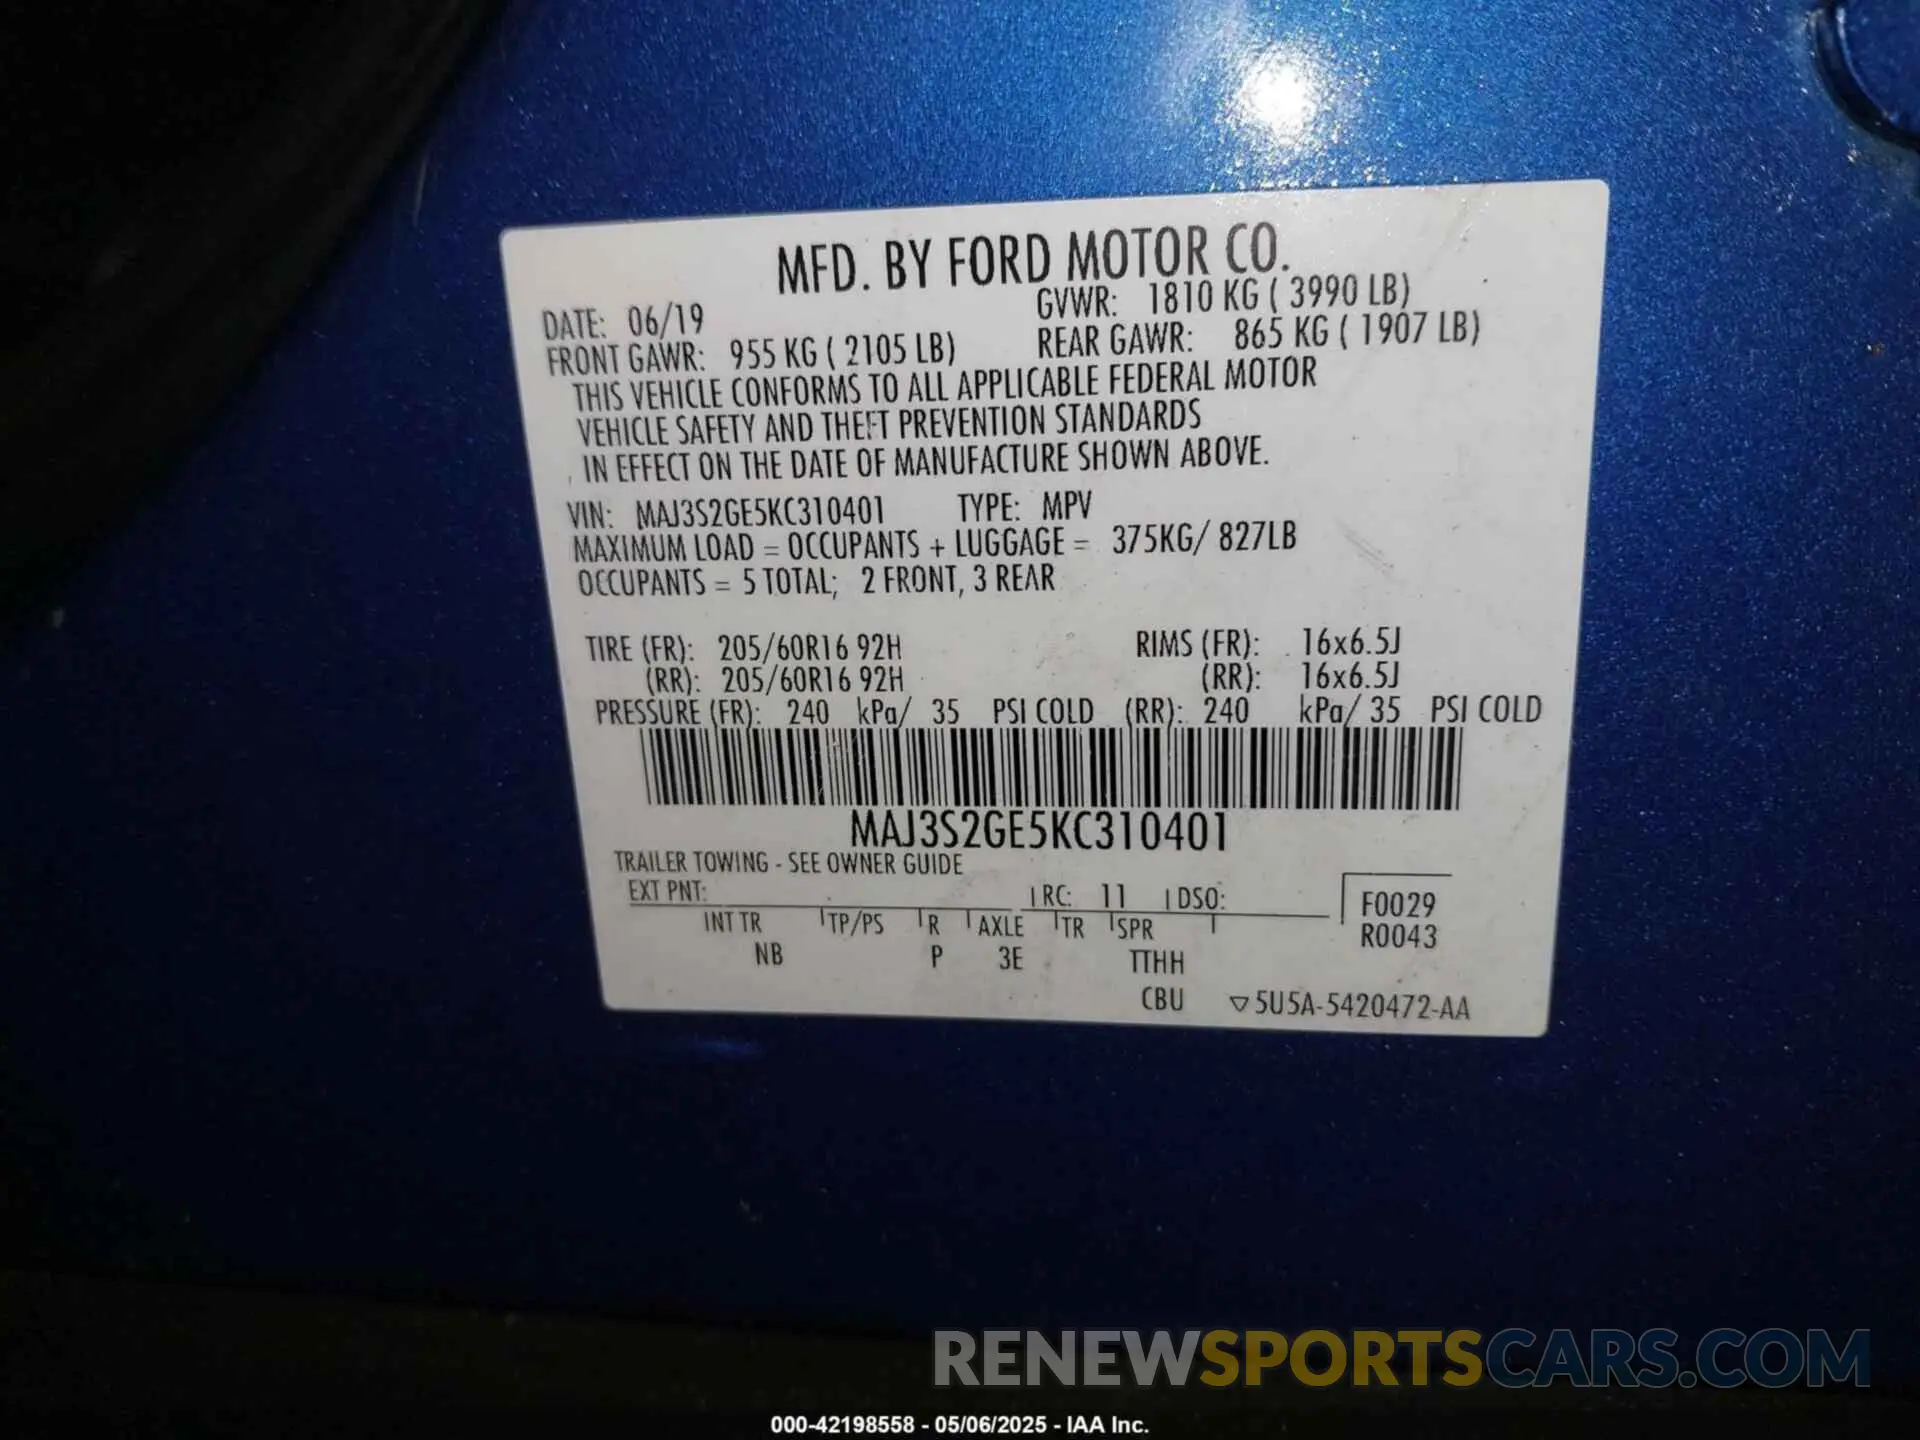 MFD. BY FORD MOTOR CO.
DATE: 06/19 GVWR: 1810 KG ( 3990 LB)
FRONT GAWR: 955 KG ( 2105 LB) REAR GAWR: 865 KG ( 1907 LB)
THIS VEHICLE CONFORMS TO ALL APPLICABLE FEDERAL MOTOR
VEHICLE SAFETY AND THEFT PREVENTION STANDARDS
IN EFFECT ON THE DATE OF MANUFACTURE SHOWN ABOVE.
VIN: MAJ3S2GE5KC310401 TYPE: MPV
MAXIMUM LOAD = OCCUPANTS + LUGGAGE = 375KG/ 827LB
OCCUPANTS = 5 TOTAL; 2 FRONT, 3 REAR
TIRE (FR): 205/60R16 92H RIMS (FR): 16x6.5J
(RR): 205/60R16 92H (RR): 16x6.5J
PRESSURE (FR): 240 kPa/ 35 PSI COLD (RR): 240 kPa/ 35 PSI COLD
MAJ3S2GE5KC310401
TRAILER TOWING - SEE OWNER GUIDE
EXT PNT: RC: 11 DSO: F0029
INT TR TP/PS R AXLE TR SPR R0043
NB P 3E TTHH
CBU ▽ 5U5A-5420472-AA
RENEWSPORTSCARS.COM
000-42198558 - 05/06/2025 - IAA Inc.